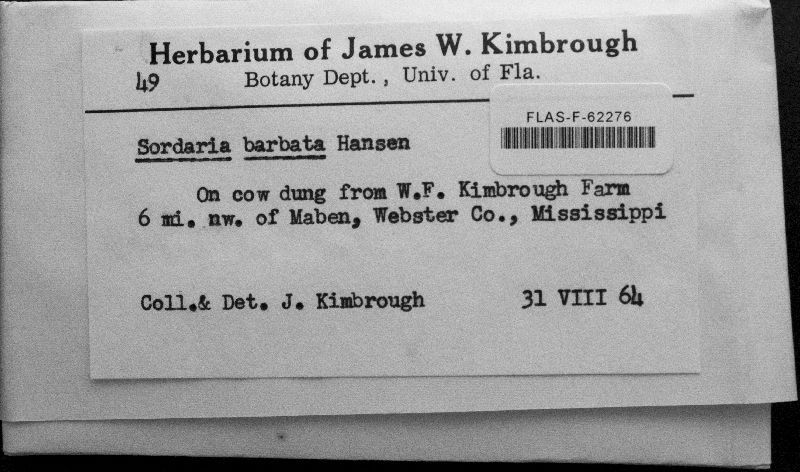 Herbarium of James W. Kimbrough
49 Botany Dept., Univ. of Fla.
FLAS-F-62276
Sordaria barbata Hansen
On cow dung from W.F. Kimbrough Farm
6 mi. nw. of Maben, Webster Co., Mississippi
Coll.& Det. J. Kimbrough 31 VIII 64